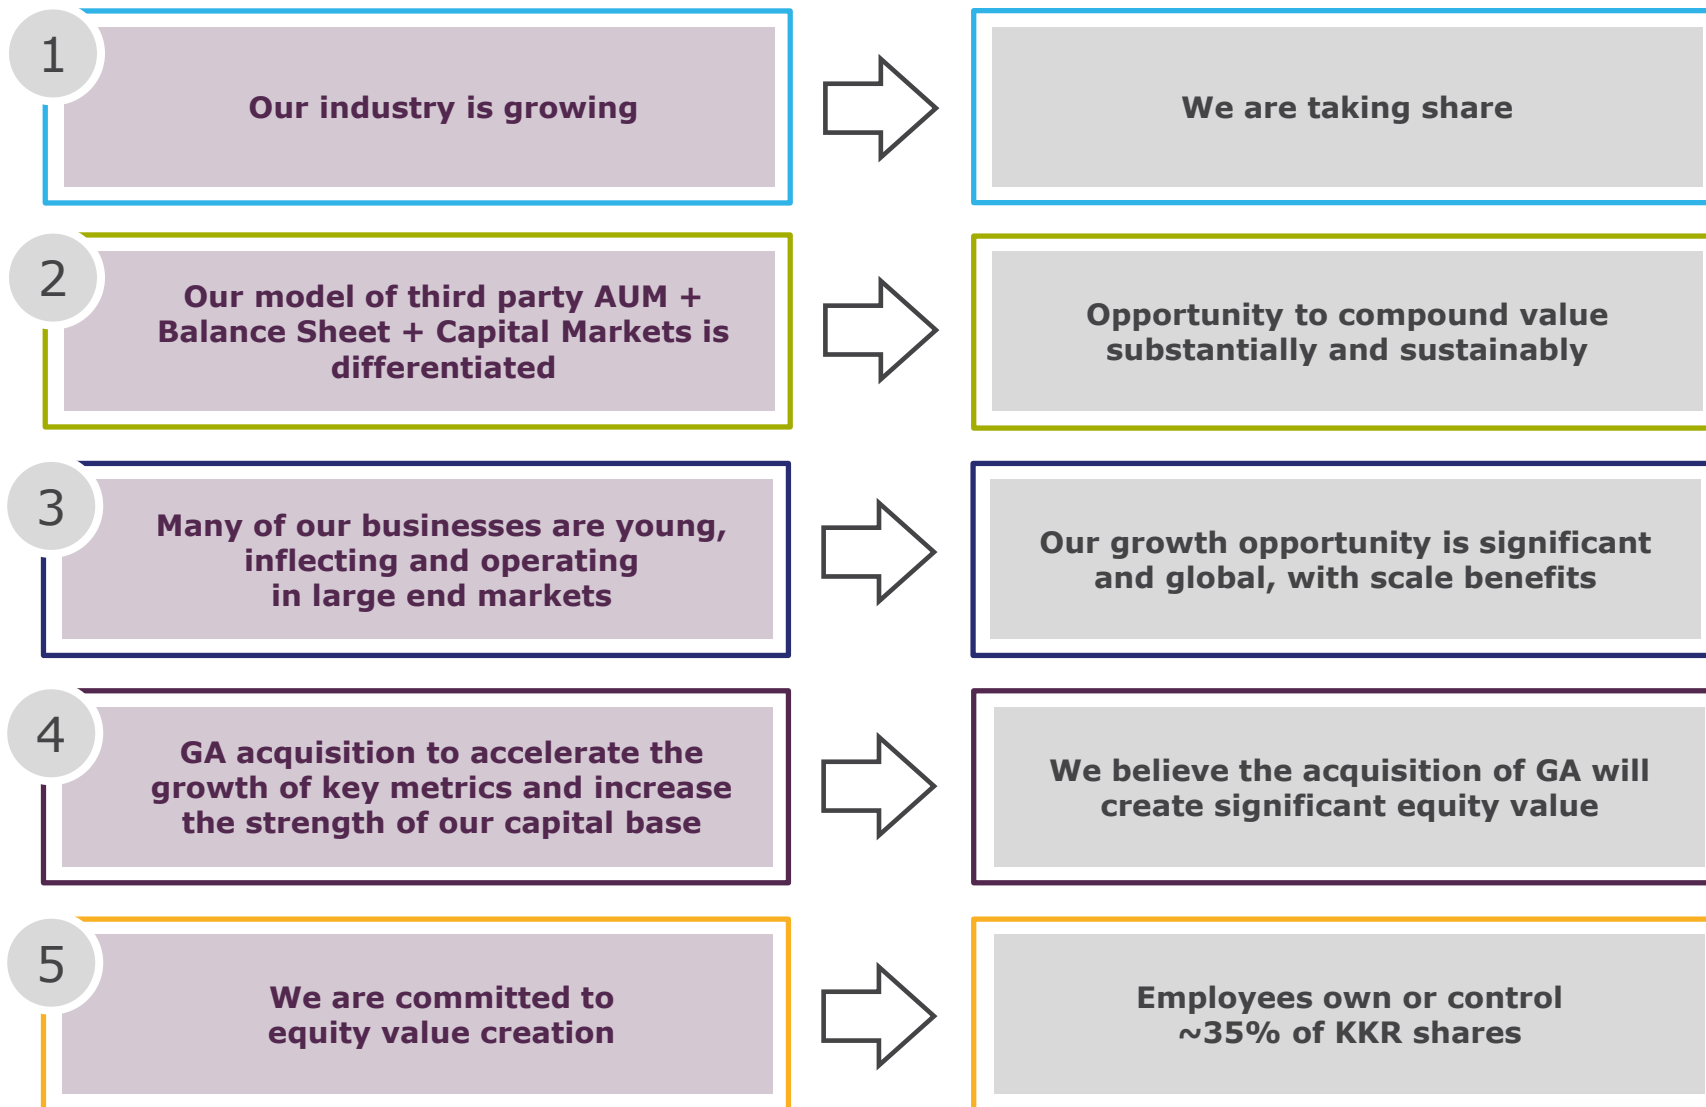 1
Our industry is growing
We are taking share
2
Our model of third party AUM +
Balance Sheet + Capital Markets is
differentiated
Opportunity to compound value
substantially and sustainably
3
Many of our businesses are young,
inflecting and operating
in large end markets
Our growth opportunity is significant
and global, with scale benefits
4
GA acquisition to accelerate the
growth of key metrics and increase
the strength of our capital base
We believe the acquisition of GA will
create significant equity value
5
We are committed to
equity value creation
Employees own or control
~35% of KKR shares